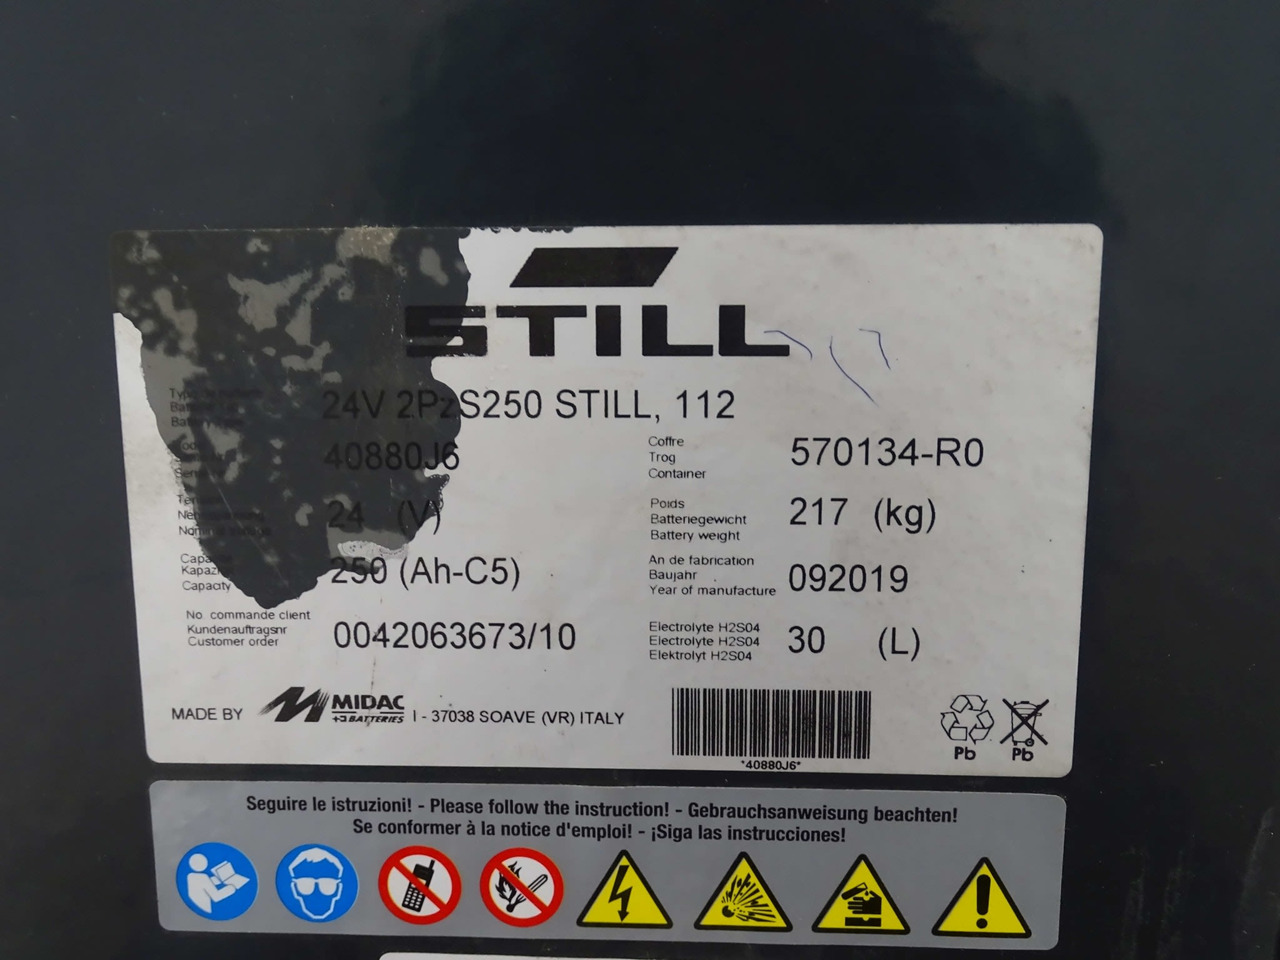 STILL
24V 2PzS250 STILL, 112
Battery
40880J6
Coffre
Trog
Container
570134-R0
24 (V)
Poids
Batteriegewicht
Battery weight
217 (kg)
Capacity
250 (Ah-C5)
An de fabrication
Baujahr
Year of manufacture
092019
No. commande client
Kundenauftragsnr
Customer order
0042063673/10
Electrolyte H2S04
Electrolyte H2S04
Elektrolyt H2S04
30 (L)
MADE BY MIDAC BATTERIES I - 37038 SOAVE (VR) ITALY
*40880J6*
Pb Pb
Seguire le istruzioni! - Please follow the instruction! - Gebrauchsanweisung beachten!
Se conformer à la notice d'emploi! - ¡Siga las instrucciones!